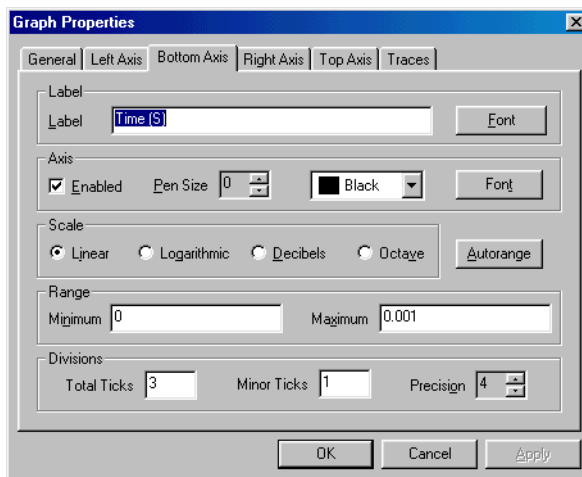 Graph Properties
General Left Axis Bottom Axis Right Axis Top Axis Traces
Label
Label Time (S) Font
Axis
Enabled Pen Size 0 Black Font
Scale
Linear Logarithmic Decibels Octave Autorange
Range
Minimum 0 Maximum 0.001
Divisions
Total Ticks 3 Minor Ticks 1 Precision 4
OK Cancel Apply